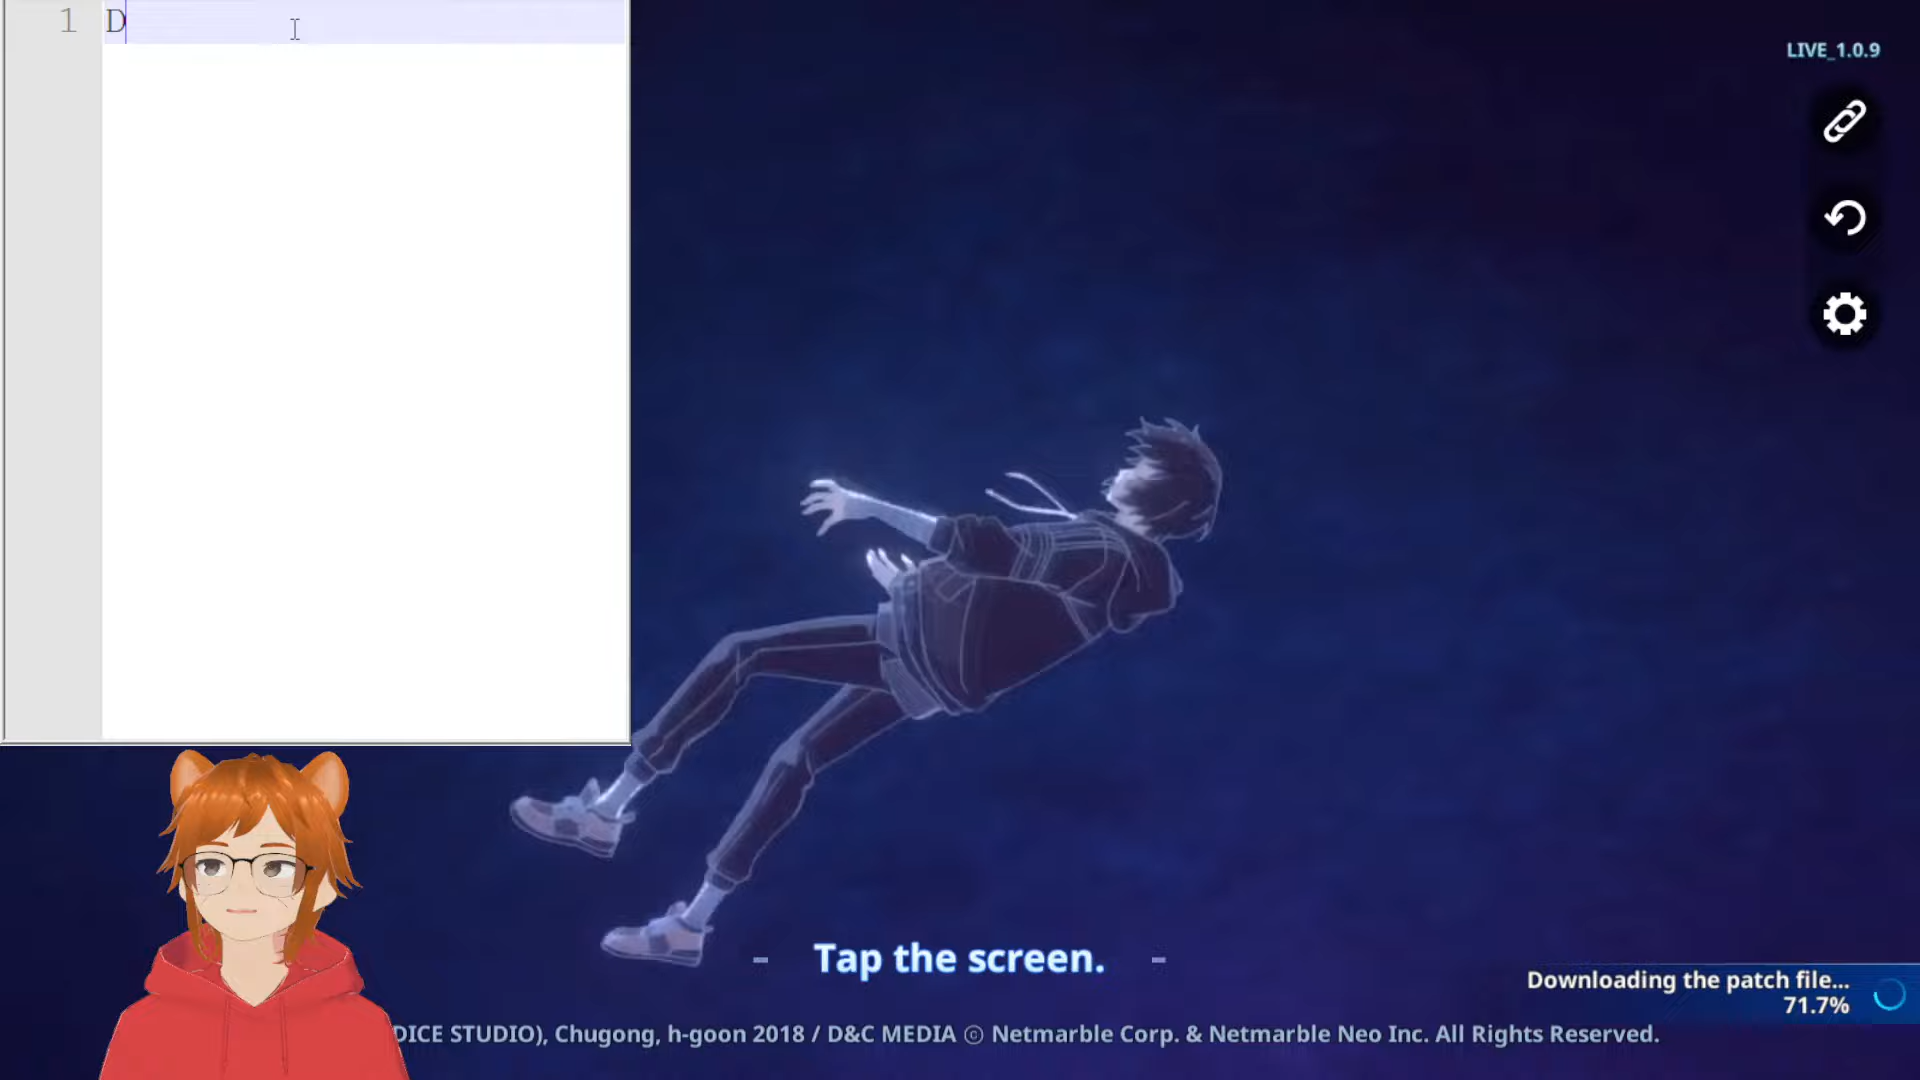 1 D
LIVE_1.0.9
- Tap the screen. -
Downloading the patch file...
71.7%
DICE STUDIO), Chugong, h-goon 2018 / D&C MEDIA © Netmarble Corp. & Netmarble Neo Inc. All Rights Reserved.